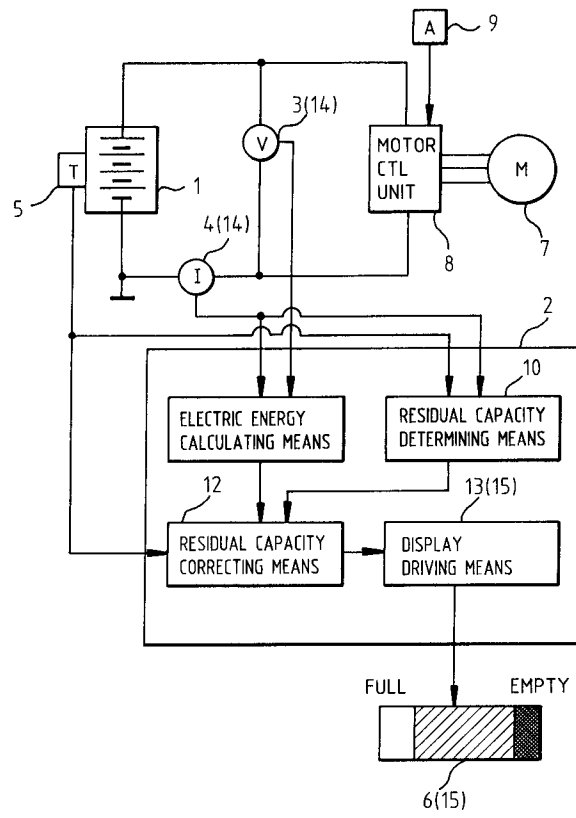 A
9
3(14)
V
MOTOR
CTL
UNIT
M
T
5
1
4(14)
I
8
7
2
10
ELECTRIC ENERGY
CALCULATING MEANS
RESIDUAL CAPACITY
DETERMINING MEANS
12
13(15)
RESIDUAL CAPACITY
CORRECTING MEANS
DISPLAY
DRIVING MEANS
FULL
EMPTY
6(15)